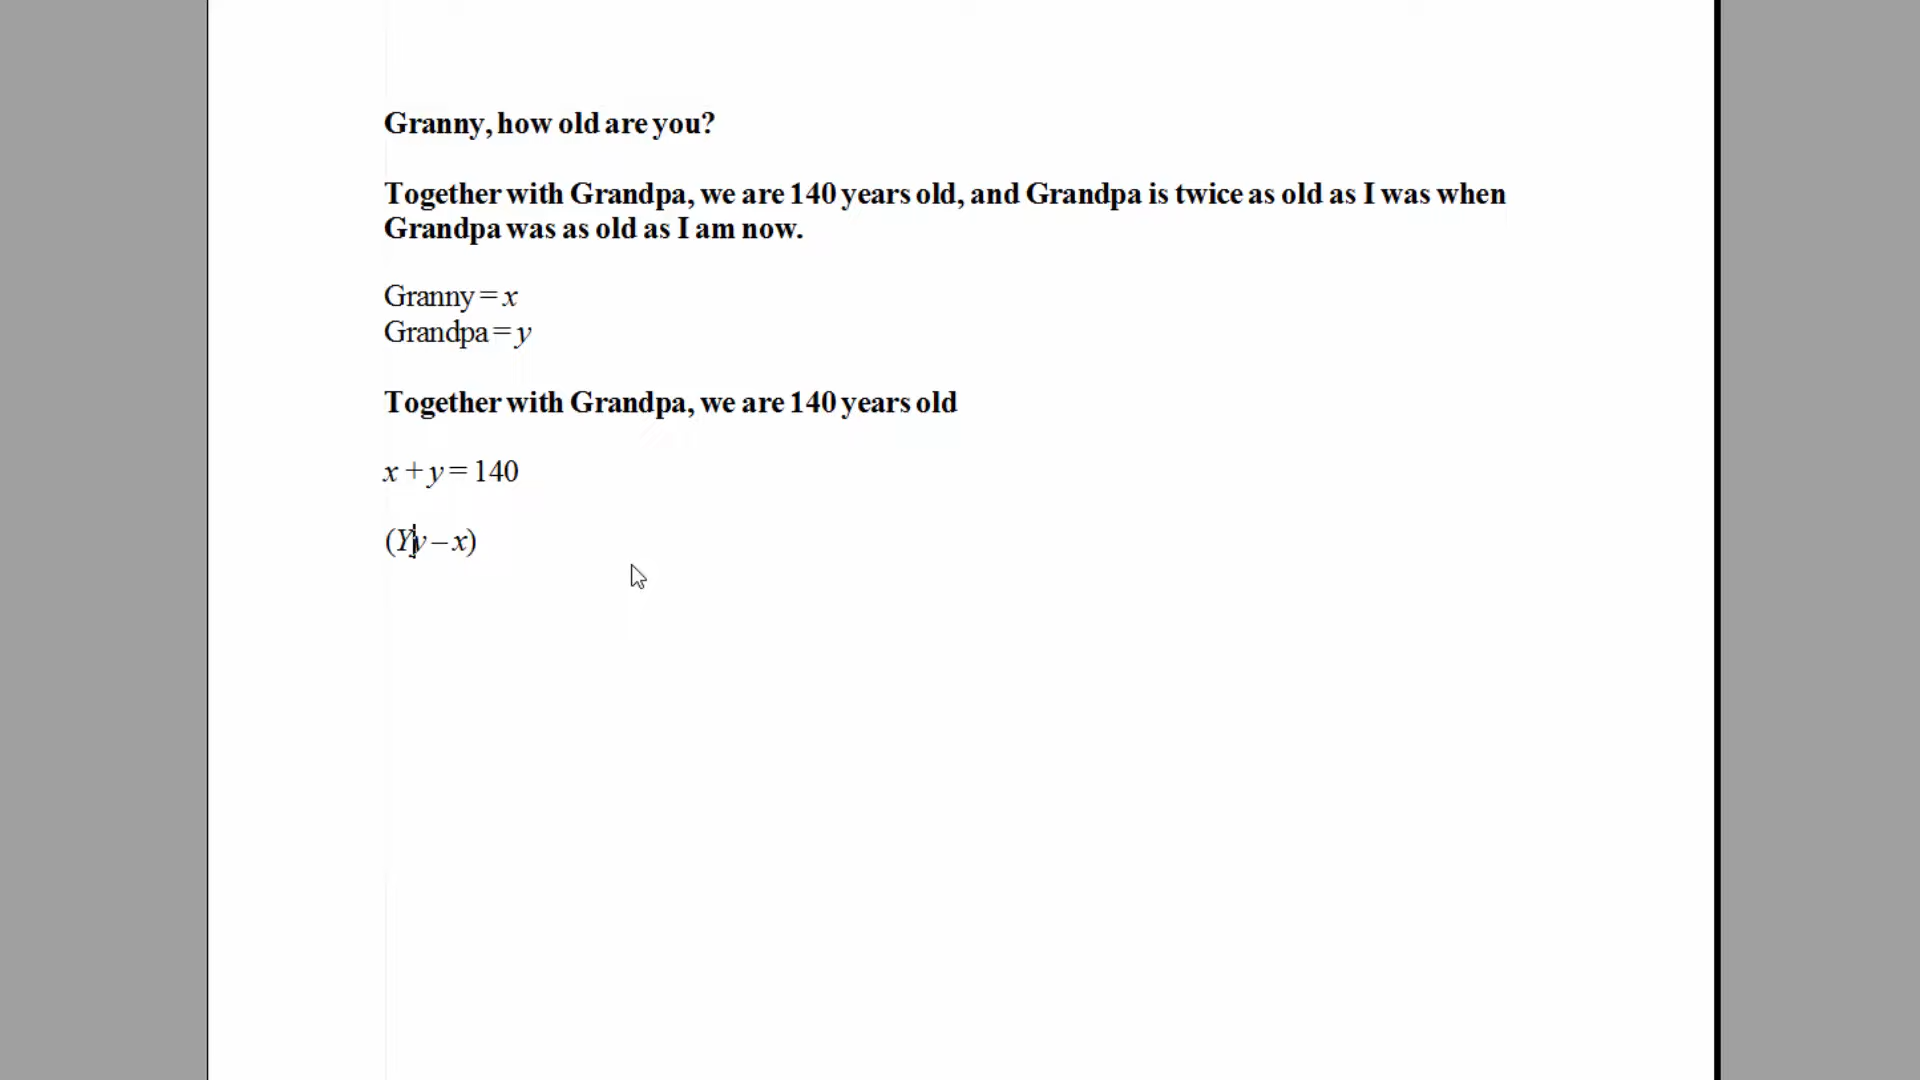 Granny, how old are you?
Together with Grandpa, we are 140 years old, and Grandpa is twice as old as I was when
Grandpa was as old as I am now.
Granny = x
Grandpa = y
Together with Grandpa, we are 140 years old
x + y = 140
(Yy – x)